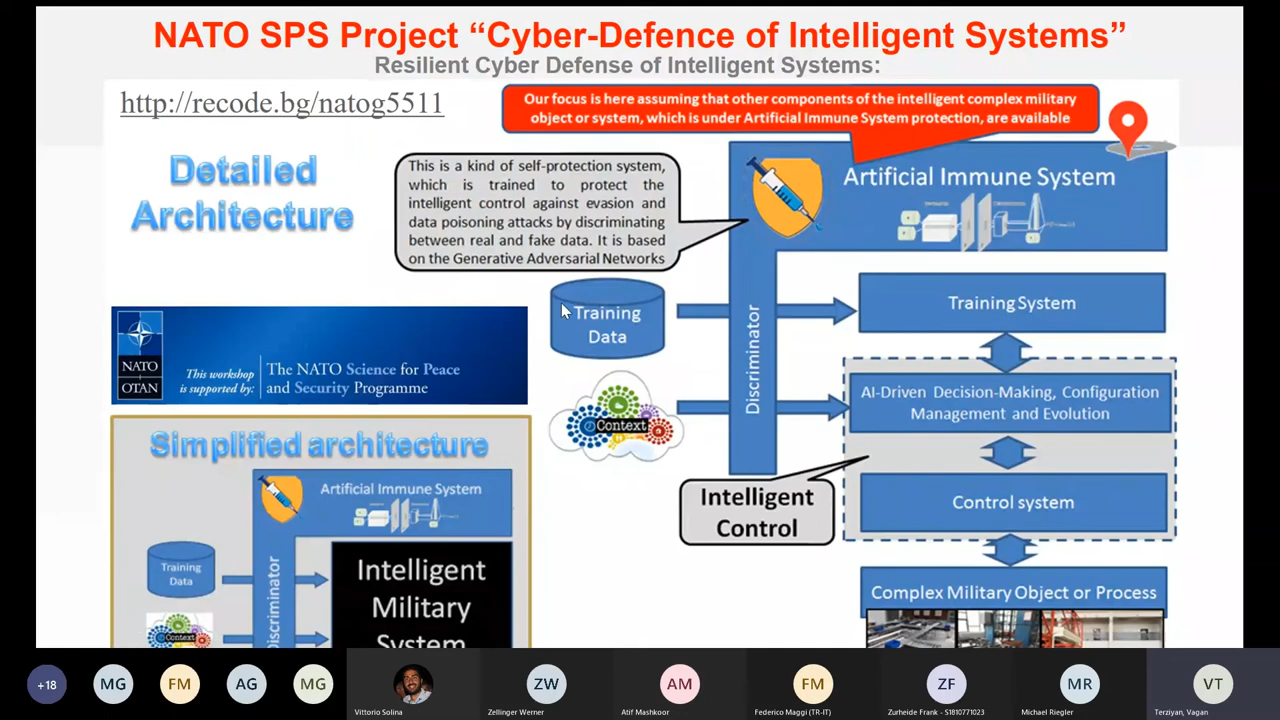 NATO SPS Project “Cyber-Defence of Intelligent Systems”
Resilient Cyber Defense of Intelligent Systems:
http://recode.bg/natog5511
Our focus is here assuming that other components of the intelligent complex military
object or system, which is under Artificial Immune System protection, are available
Detailed
Architecture
This is a kind of self-protection system,
which is trained to protect the
intelligent control against evasion and
data poisoning attacks by discriminating
between real and fake data. It is based
on the Generative Adversarial Networks
Artificial Immune System
Discriminator
Training
Data
Context
Training System
AI-Driven Decision-Making, Configuration
Management and Evolution
Intelligent
Control
Control system
Complex Military Object or Process
NATO
OTAN
This workshop
is supported by:
The NATO Science for Peace
and Security Programme
Simplified architecture
Artificial Immune System
Discriminator
Training
Data
Context
Intelligent
Military
System
+18
MG
FM
AG
MG
Vittorio Solina
ZW
Zellinger Werner
AM
Atif Mashkoor
FM
Federico Maggi (TR-IT)
ZF
Zurheide Frank - S1810771023
MR
Michael Riegler
VT
Terziyan, Vagan